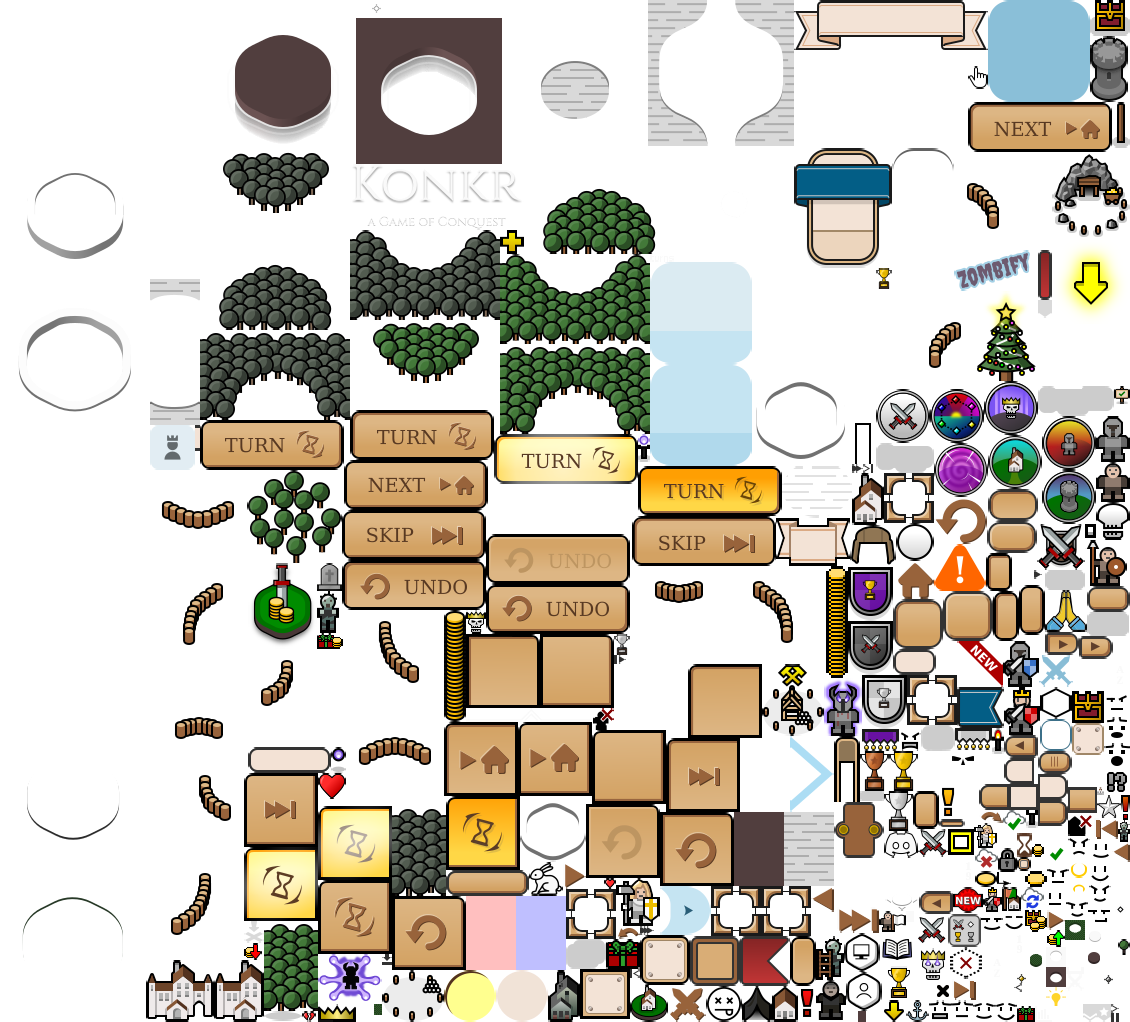 NEXT
KONKR
A GAME OF CONQUEST
ZOMBIFY
TURN
TURN
TURN
NEXT
TURN
SKIP
SKIP
UNDO
UNDO
UNDO
NEW
NEW